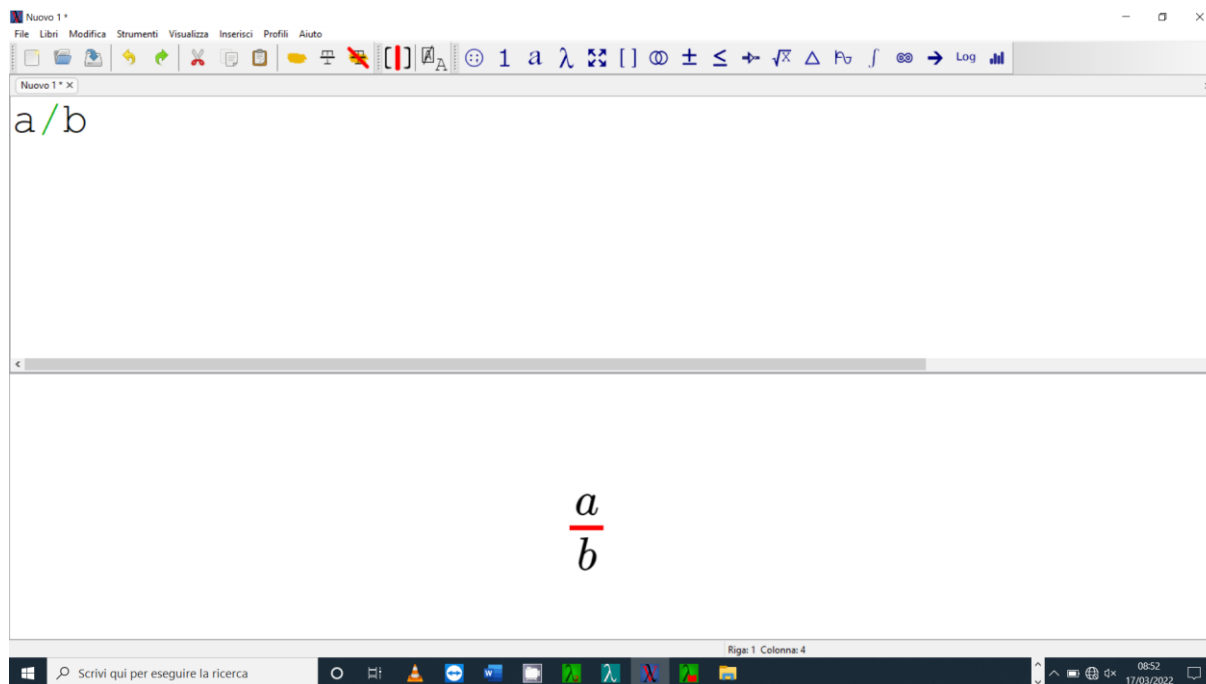 Nuovo 1 *
File Libri Modifica Strumenti Visualizza Inserisci Profili Aiuto
1 a λ [ ] ± ≤ √x ∫ → Log
Nuovo 1 * ×
a/b
a
b
Riga: 1 Colonna: 4
Scrivi qui per eseguire la ricerca
08:52
17/03/2022